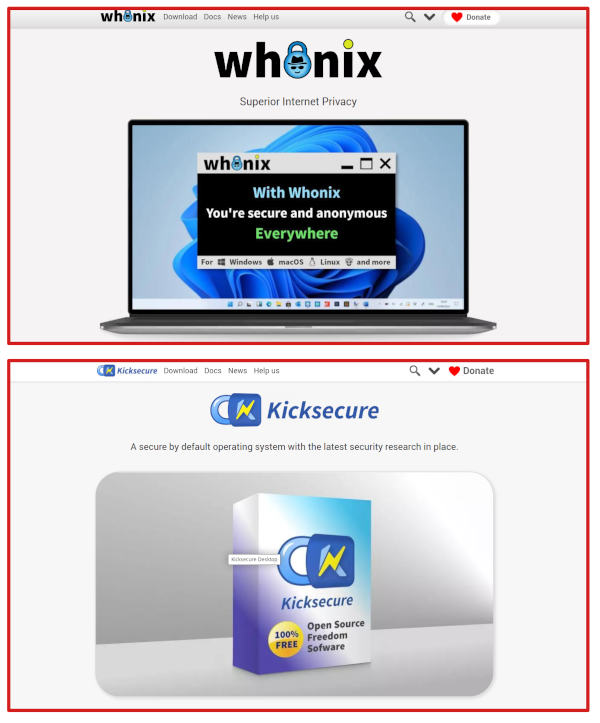 whonix Download Docs News Help us Donate
whonix
Superior Internet Privacy
whonix
With Whonix
You're secure and anonymous
Everywhere
For Windows macOS Linux and more
Kicksecure Download Docs News Help us Donate
Kicksecure
A secure by default operating system with the latest security research in place.
Kicksecure Desktop
Kicksecure
100%
FREE
Open Source
Freedom
Sofware